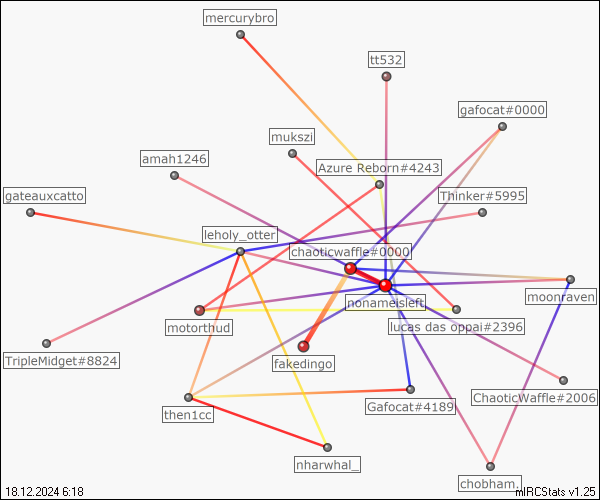 mercurybro
tt532
gafocat#0000
mukszi
amah1246
Azure Reborn#4243
gateauxcatto
Thinker#5995
leholy_otter
chaoticwaffle#0000
nonameisleft
moonraven
motorthud
lucas das oppai#2396
TripleMidget#8824
fakedingo
ChaoticWaffle#2006
then1cc
Gafocat#4189
nharwhal_
chobham.
18.12.2024 6:18
mIRCStats v1.25